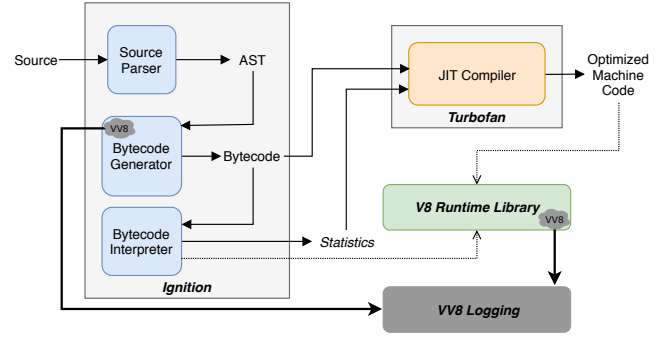 Source
Source
Parser
AST
VV8
Bytecode
Generator
Bytecode
Bytecode
Interpreter
Statistics
Ignition
JIT Compiler
Turbofan
Optimized
Machine
Code
V8 Runtime Library
VV8
VV8 Logging